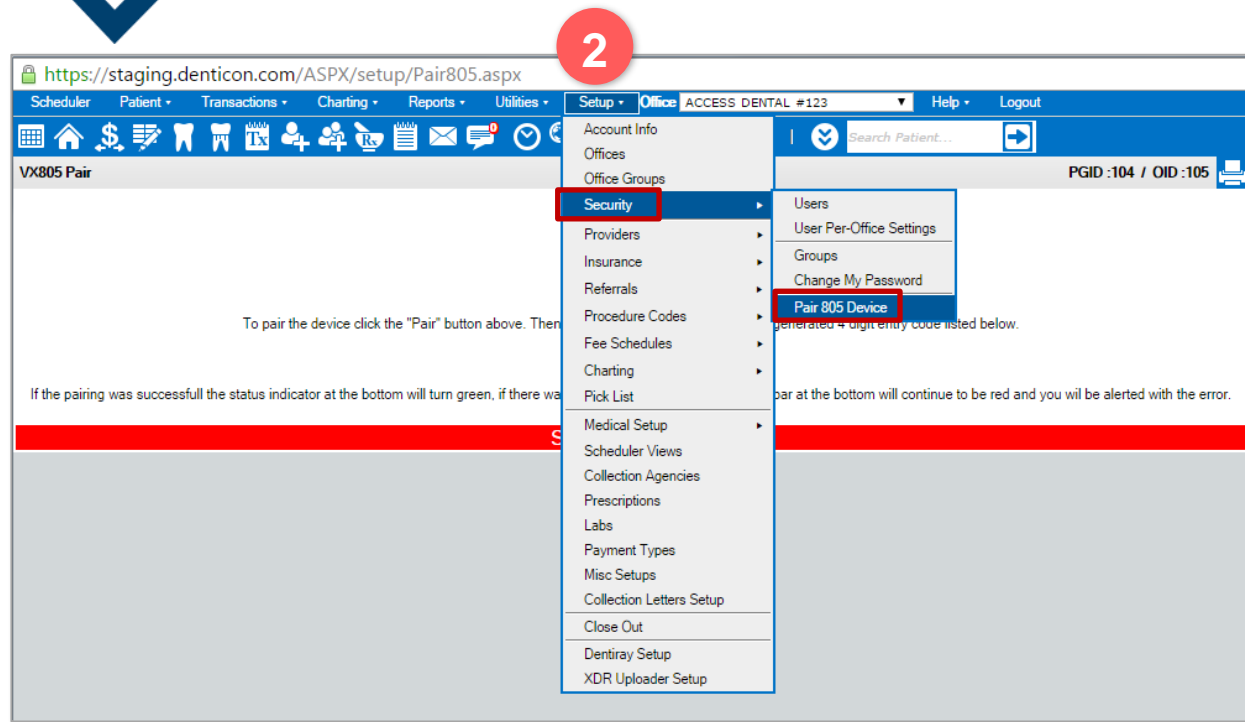 2
https://staging.denticon.com/ASPX/setup/Pair805.aspx
Scheduler Patient Transactions Charting Reports Utilities Setup Office ACCESS DENTAL #123 Help Logout
Tx Rx 0 Search Patient...
VX805 Pair PGID :104 / OID :105
Account Info
Offices
Office Groups
Security
Providers
Insurance
Referrals
Procedure Codes
Fee Schedules
Charting
Pick List
Medical Setup
Scheduler Views
Collection Agencies
Prescriptions
Labs
Payment Types
Misc Setups
Collection Letters Setup
Close Out
Dentiray Setup
XDR Uploader Setup
Users
User Per-Office Settings
Groups
Change My Password
Pair 805 Device
To pair the device click the "Pair" button above. Then generated 4 digit entry code listed below.
If the pairing was successfull the status indicator at the bottom will turn green, if there wa bar at the bottom will continue to be red and you wil be alerted with the error.
S